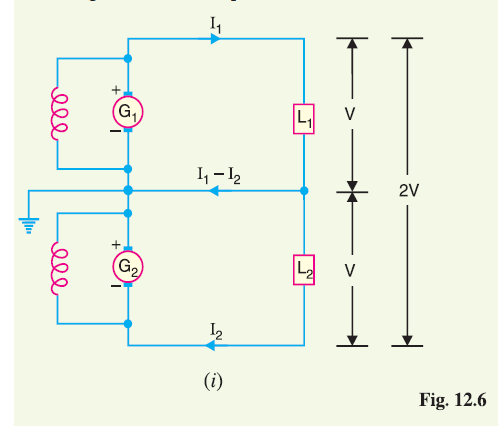 I₁
+
G₁
−
L₁
V
I₁ − I₂
2V
+
G₂
−
L₂
V
I₂
(i)
Fig. 12.6